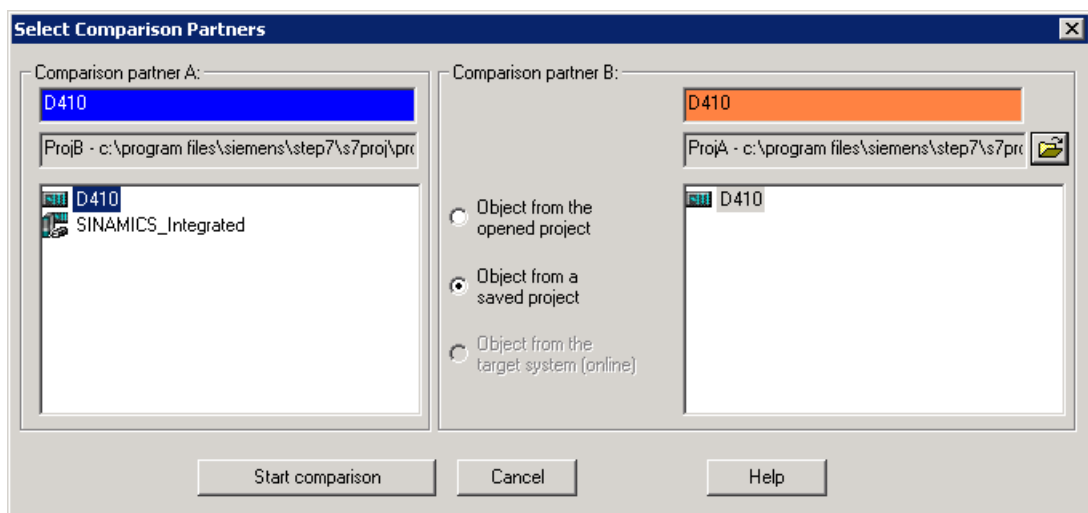 Select Comparison Partners
Comparison partner A:
D410
ProjB - c:\program files\siemens\step7\s7proj\pro
D410
SINAMICS_Integrated
Comparison partner B:
D410
ProjA - c:\program files\siemens\step7\s7pro
Object from the
opened project
Object from a
saved project
Object from the
target system (online)
D410
Start comparison
Cancel
Help